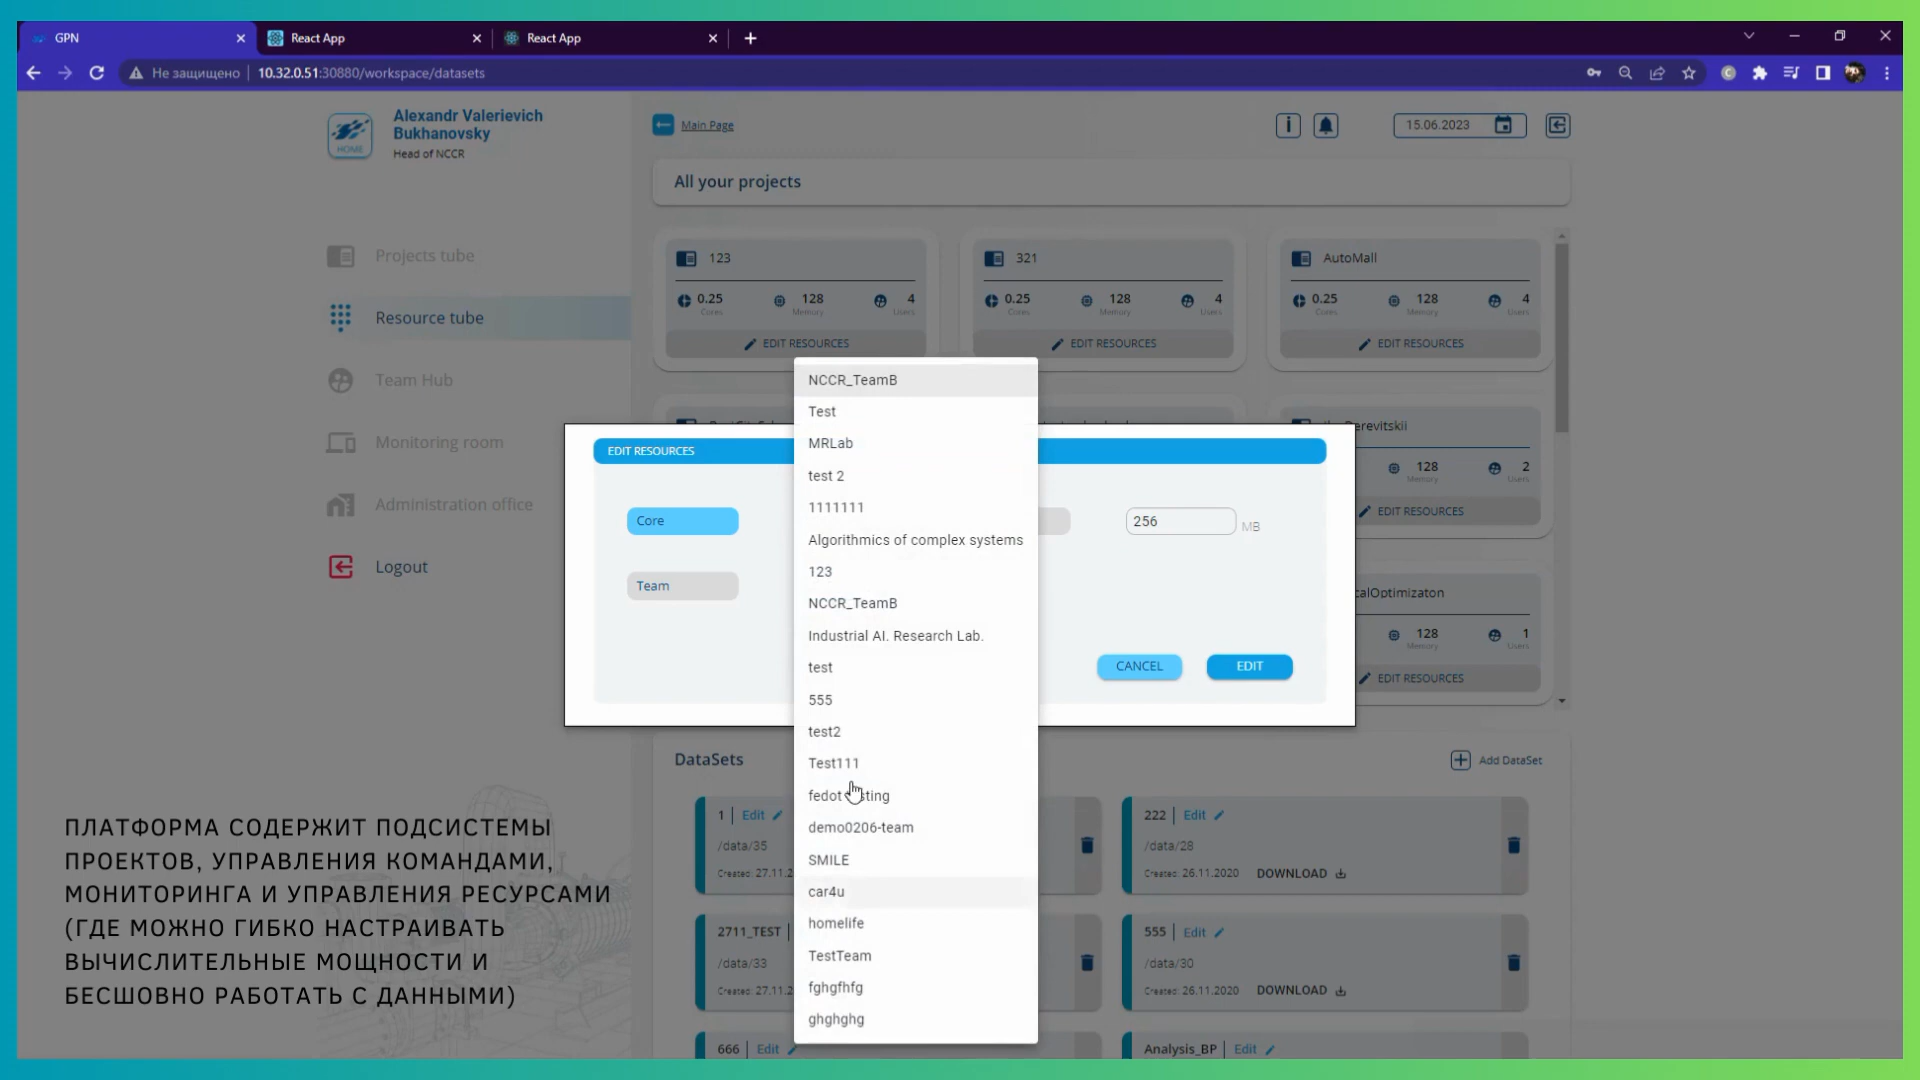 GPN
React App
React App
Не защищено
10.32.0.51:30880/workspace/datasets
HOME
Alexandr Valerievich
Bukhanovsky
Head of NCCR
Projects tube
Resource tube
Team Hub
Monitoring room
Administration office
Logout
Main Page
15.06.2023
All your projects
123
0.25
Cores
128
Memory
4
Users
EDIT RESOURCES
321
0.25
Cores
128
Memory
4
Users
EDIT RESOURCES
AutoMall
0.25
Cores
128
Memory
4
Users
EDIT RESOURCES
Derevitskii
128
Memory
2
Users
EDIT RESOURCES
calOptimizaton
128
Memory
1
Users
EDIT RESOURCES
EDIT RESOURCES
Core
256
MB
Team
CANCEL
EDIT
NCCR_TeamB
Test
MRLab
test 2
1111111
Algorithmics of complex systems
123
NCCR_TeamB
Industrial AI. Research Lab.
test
555
test2
Test111
fedot testing
demo0206-team
SMILE
car4u
homelife
TestTeam
fghgfhfg
ghghghg
DataSets
Add DataSet
1
Edit
/data/35
Created: 27.11.2
222
Edit
/data/28
Created: 26.11.2020
DOWNLOAD
2711_TEST
/data/33
Created: 27.11.2
555
Edit
/data/30
Created: 26.11.2020
DOWNLOAD
666
Edit
Analysis_BP
Edit
ПЛАТФОРМА СОДЕРЖИТ ПОДСИСТЕМЫ
ПРОЕКТОВ, УПРАВЛЕНИЯ КОМАНДАМИ,
МОНИТОРИНГА И УПРАВЛЕНИЯ РЕСУРСАМИ
(ГДЕ МОЖНО ГИБКО НАСТРАИВАТЬ
ВЫЧИСЛИТЕЛЬНЫЕ МОЩНОСТИ И
БЕСШОВНО РАБОТАТЬ С ДАННЫМИ)